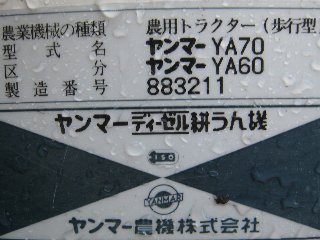 農業機械の種類 農用トラクター(歩行型
型式名 ヤンマー YA70
区分 ヤンマー YA60
製造番号 883211
ヤンマーディーゼル耕うん機
ISO
YANMAR
ヤンマー農機株式会社